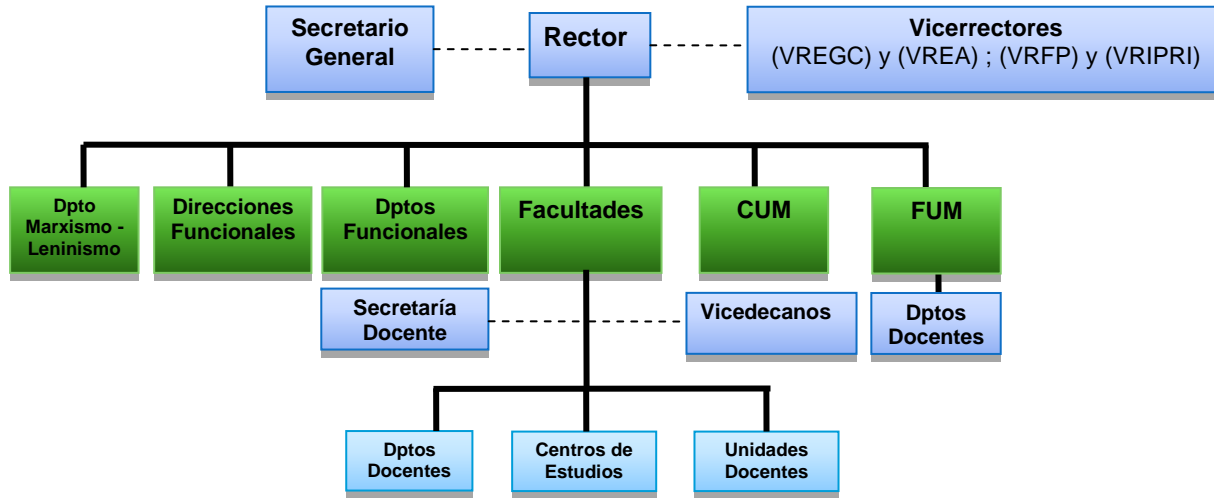 Secretario
General
Rector
Vicerrectores
(VREGC) y (VREA) ; (VRFP) y (VRIPRI)
Dpto
Marxismo -
Leninismo
Direcciones
Funcionales
Dptos
Funcionales
Facultades
CUM
FUM
Secretaría
Docente
Vicedecanos
Dptos
Docentes
Dptos
Docentes
Centros de
Estudios
Unidades
Docentes